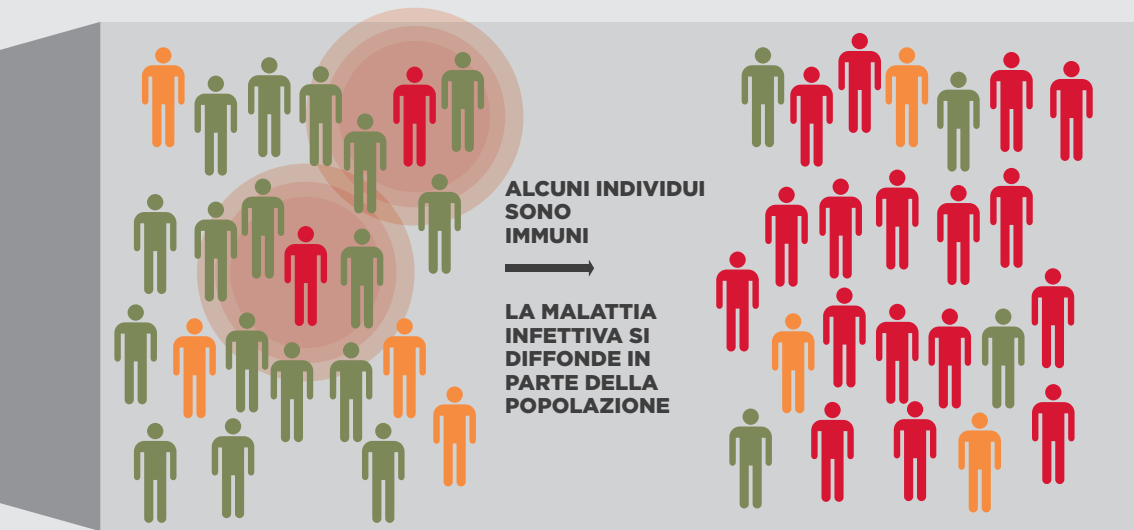 ALCUNI INDIVIDUI
SONO
IMMUNI
LA MALATTIA
INFETTIVA SI
DIFFONDE IN
PARTE DELLA
POPOLAZIONE